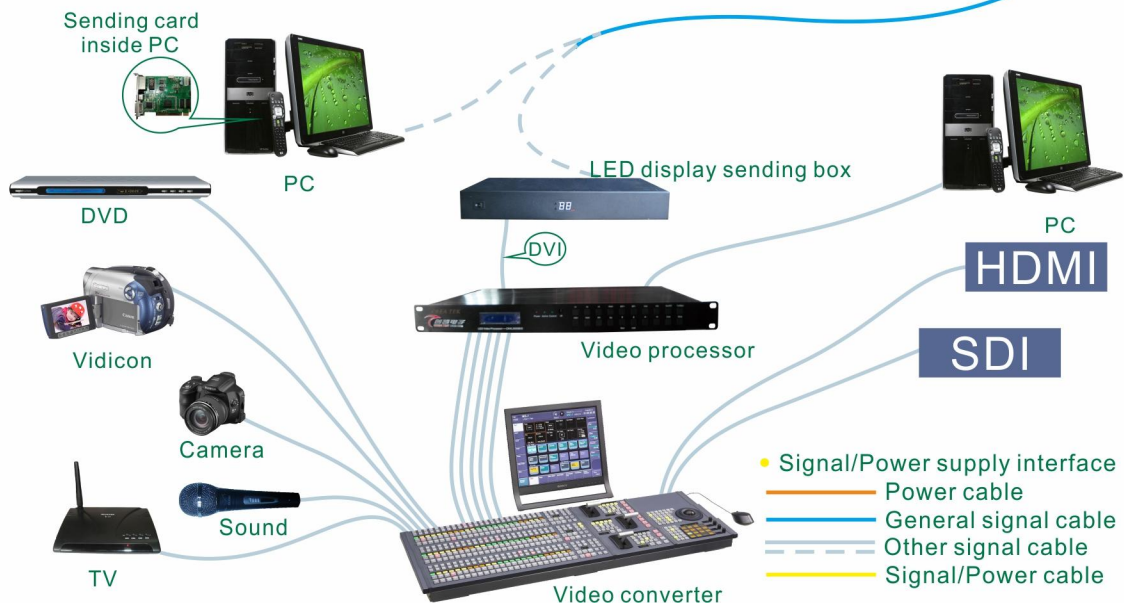 Sending card
inside PC
PC
LED display sending box
DVD
88
DVI
PC
HDMI
Vidicon
Video processor
SDI
Camera
Sound
TV
Video converter
Signal/Power supply interface
Power cable
General signal cable
Other signal cable
Signal/Power cable